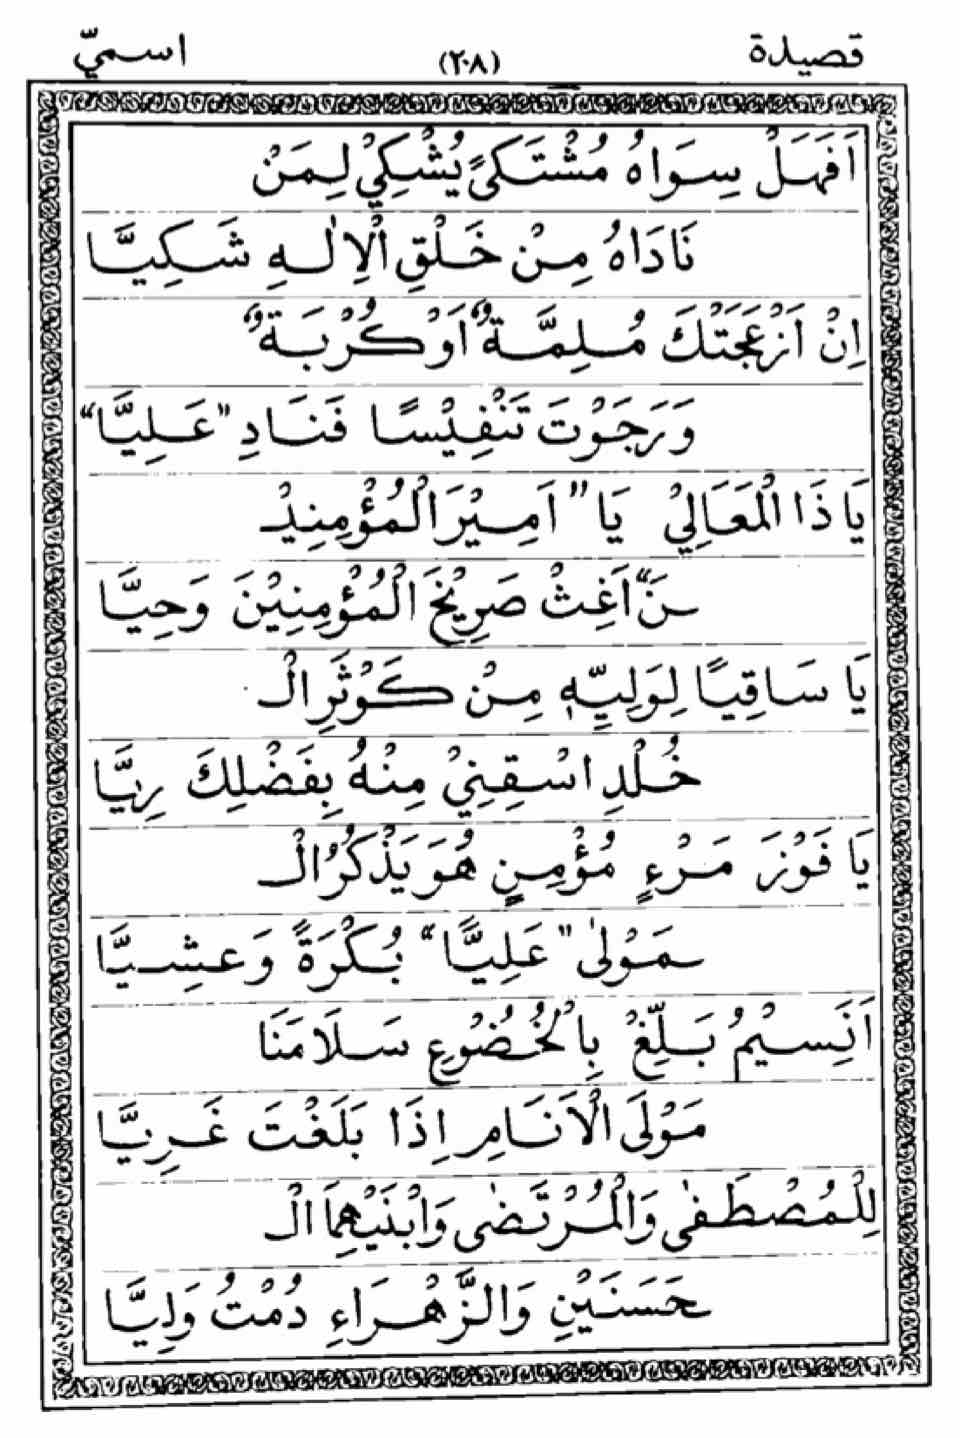 قصيدة (٢٠٨) اسميّ
اَفَهَلْ سِوَاهُ مُشْتَكىً يُشْكِيْ لِمَنْ
نَادَاهُ مِنْ خَلْقِ الْاِلٰهِ شَكِيَّا
اِنْ اَزْعَجَتْكَ مُلِمَّةٌ اَوْ كُرْبَةٌ
وَرَجَوْتَ تَنْفِيْسًا فَنَادِ "عَلِيَّا"
يَا ذَا الْمَعَالِيْ يَا "اَمِيْرَ الْمُؤْمِنِيْـ
ـنَ" اَغِثْ صَرِيْخَ الْمُؤْمِنِيْنَ وَحِيَّا
يَا سَاقِيًا لِوَلِيِّهٖ مِنْ كَوْثَرِ الْـ
خُلْدِ اسْقِنِيْ مِنْهُ بِفَضْلِكَ رِيَّا
يَا فَوْزَ مَرْءٍ مُؤْمِنٍ هُوَ يَذْكُرُ الْـ
ـمَوْلٰى "عَلِيًّا" بُكْرَةً وَعَشِيَّا
اَنَسِيْمُ بَلِّغْ بِالْخُضُوْعِ سَلَامَنَا
مَوْلَى الْاَنَامِ اِذَا بَلَغْتَ غَرِيَّا
لِلْمُصْطَفٰى وَالْمُرْتَضٰى وَابْنَيْهِمَا الْـ
ـحَسَنَيْنِ وَالزَّهْرَاءِ دُمْتُ وَلِيَّا